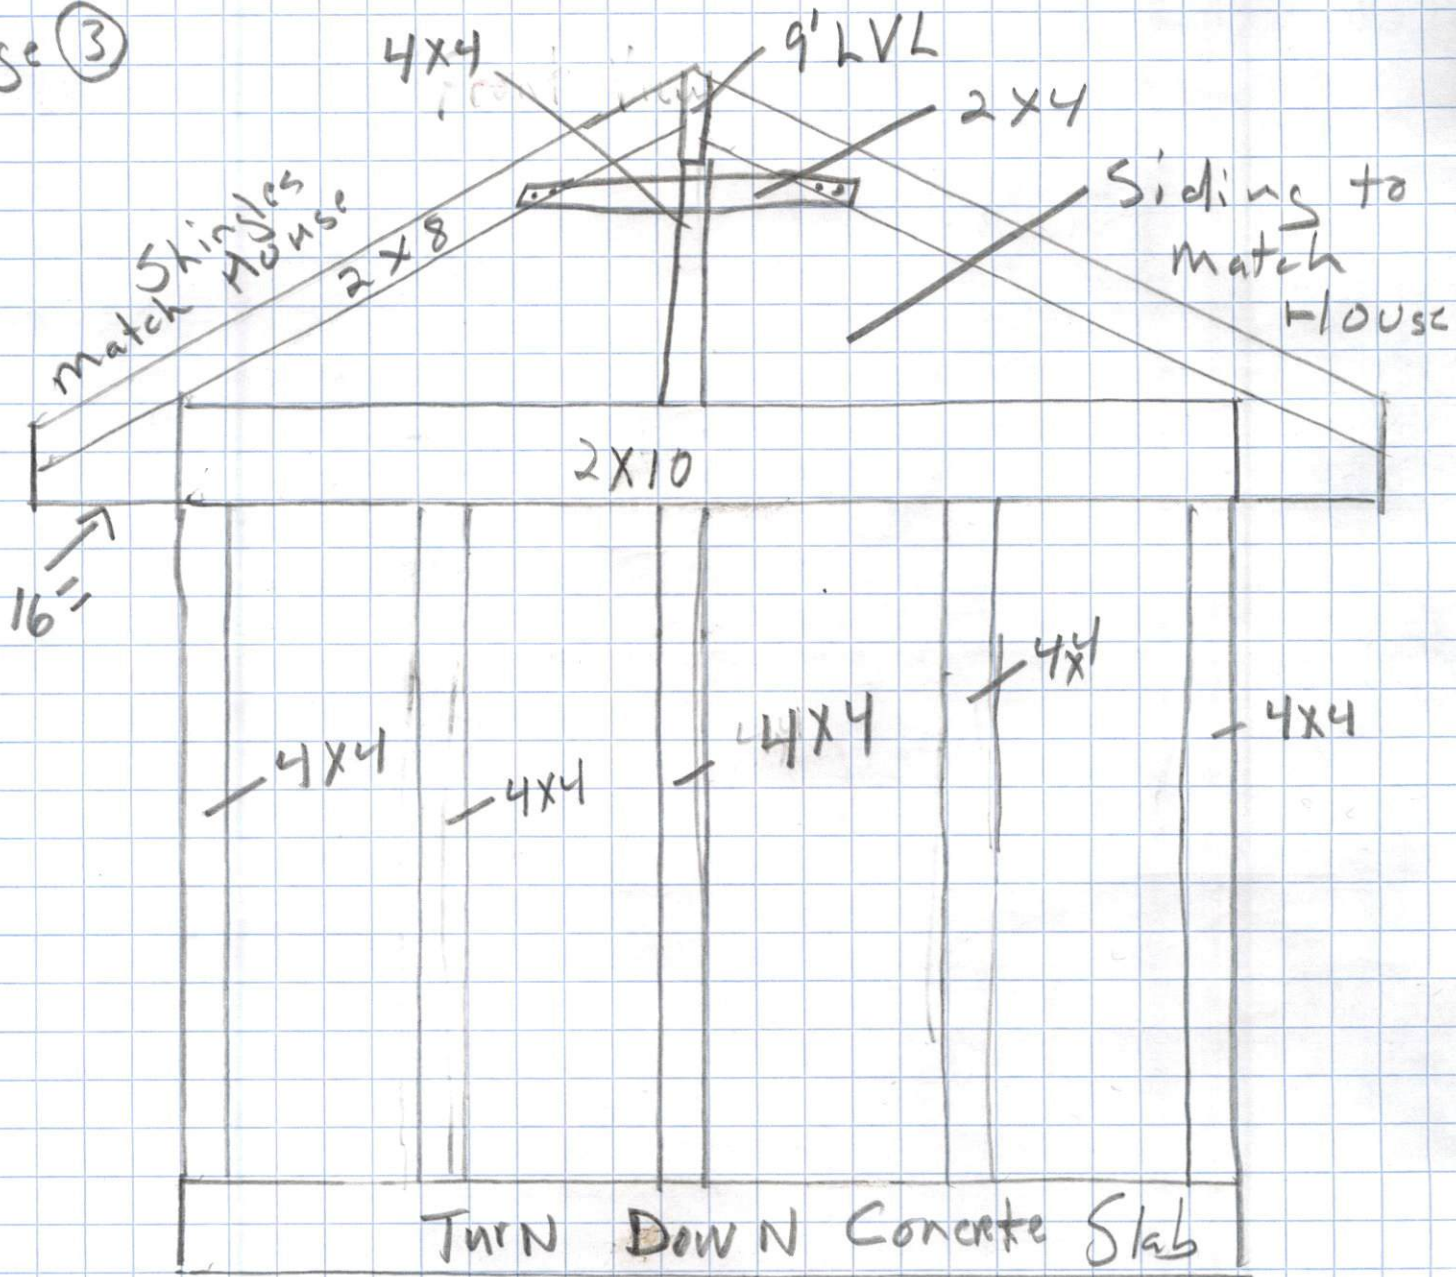 ge 3
4x4
9' LVL
2x4
Siding to
match
House
Shingles
match House
2x8
2x10
16"
4x4
4x4
4x4
4x4
4x4
Turn Down Concrete Slab